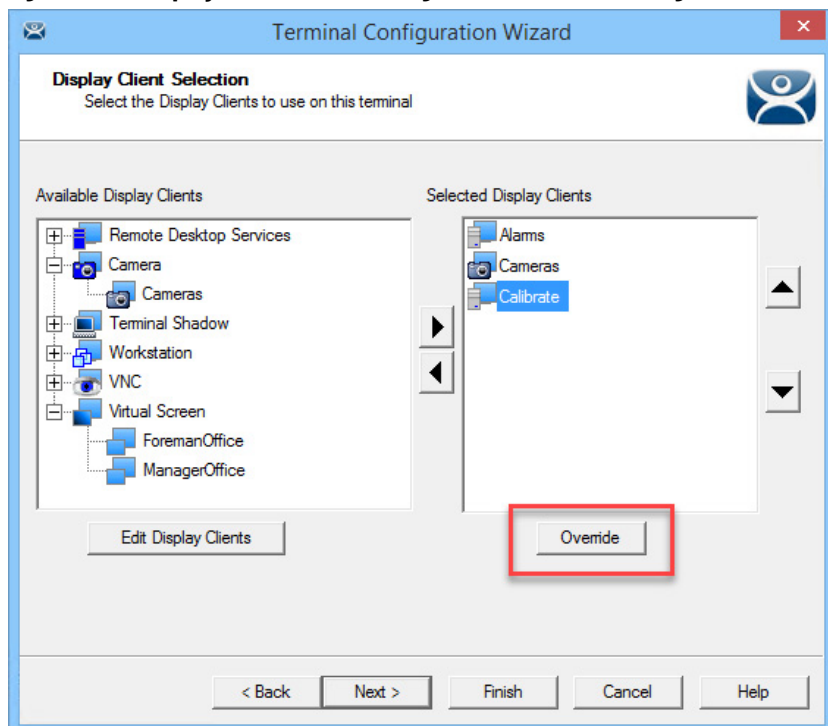 Terminal Configuration Wizard
Display Client Selection
Select the Display Clients to use on this terminal
Available Display Clients
Selected Display Clients
Remote Desktop Services
Camera
Cameras
Terminal Shadow
Workstation
VNC
Virtual Screen
ForemanOffice
ManagerOffice
Alarms
Cameras
Calibrate
Edit Display Clients
Override
< Back
Next >
Finish
Cancel
Help